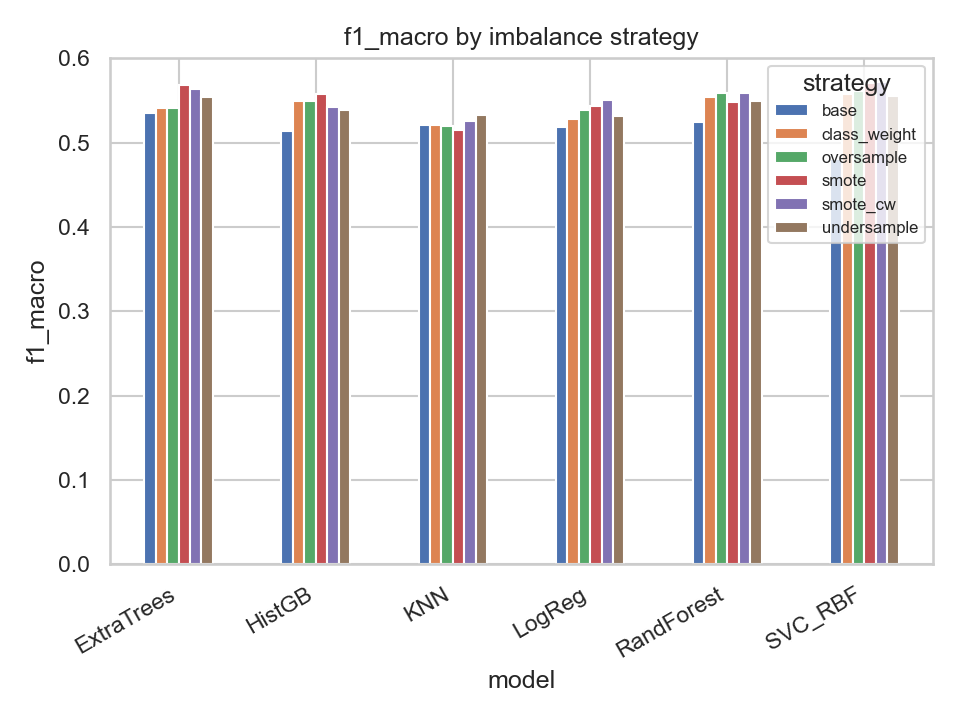 f1_macro by imbalance strategy
strategy
base
class_weight
oversample
smote
smote_cw
undersample
f1_macro
0.6
0.5
0.4
0.3
0.2
0.1
0.0
ExtraTrees
HistGB
KNN
LogReg
RandForest
SVC_RBF
model